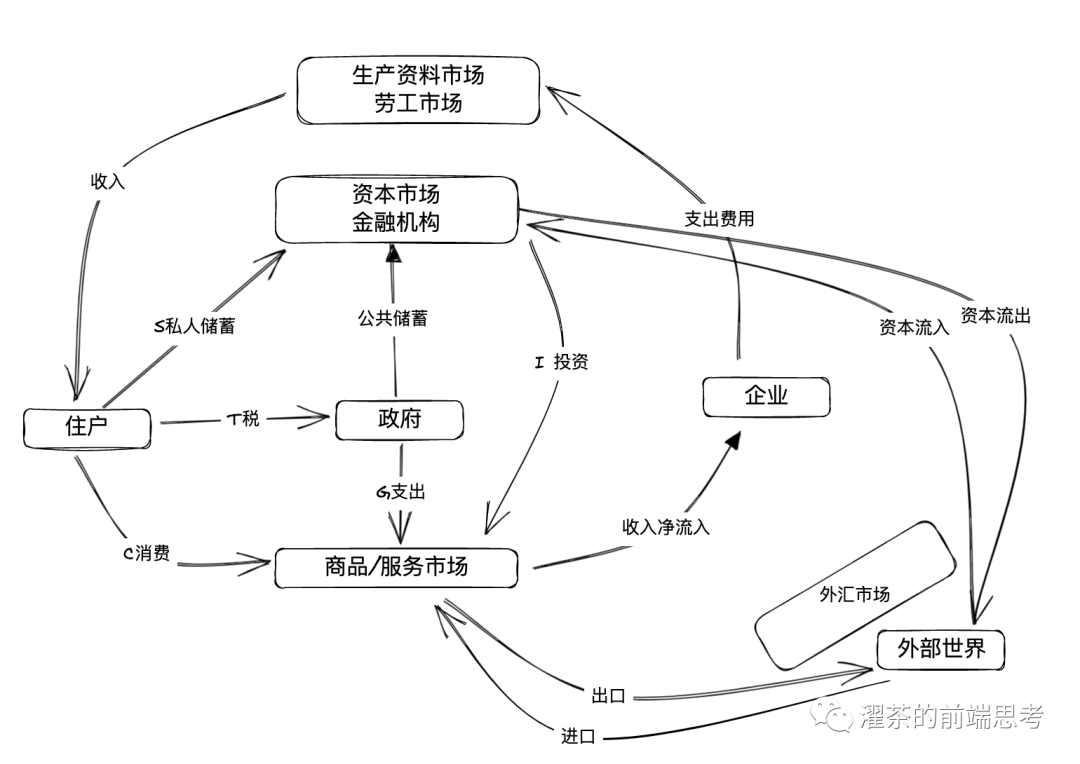 生产资料市场
劳工市场
收入
资本市场
金融机构
支出费用
S私人储蓄
公共储蓄
资本流入
资本流出
I 投资
企业
住户
T税
政府
G支出
C消费
收入净流入
商品/服务市场
外汇市场
外部世界
出口
进口
濯茶的前端思考